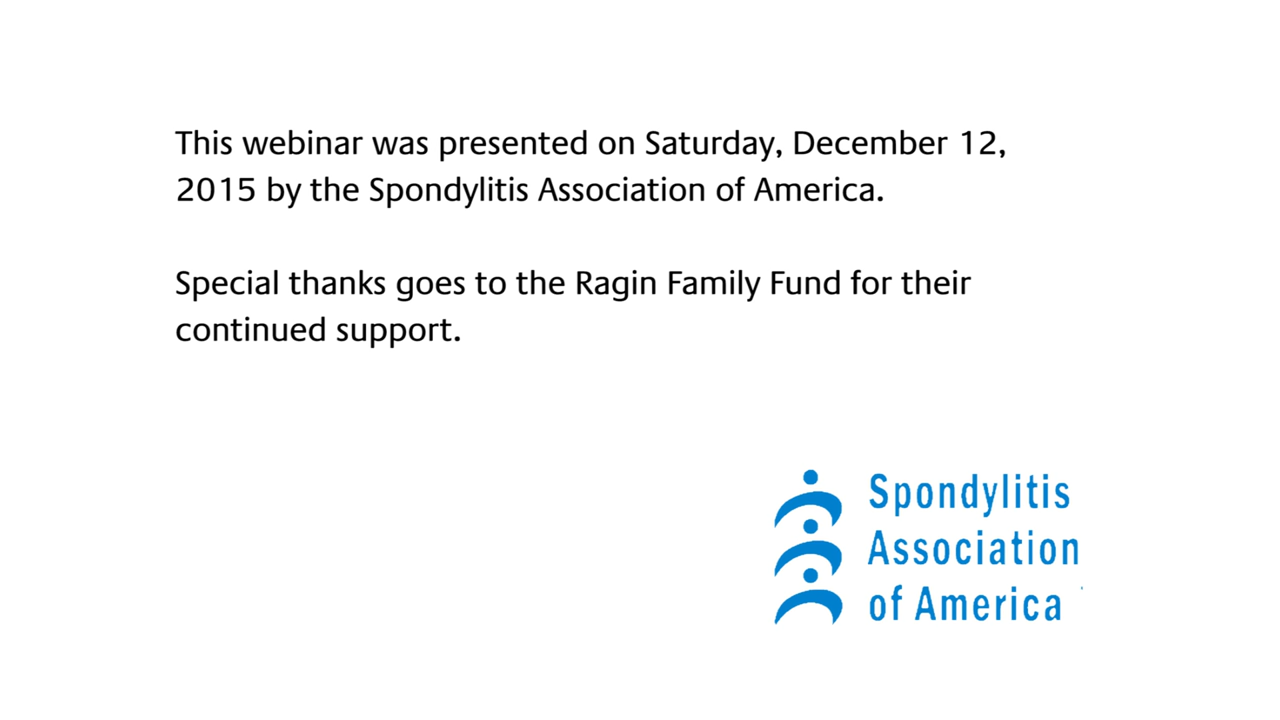 This webinar was presented on Saturday, December 12,
2015 by the Spondylitis Association of America.
Special thanks goes to the Ragin Family Fund for their
continued support.
Spondylitis
Association
of America